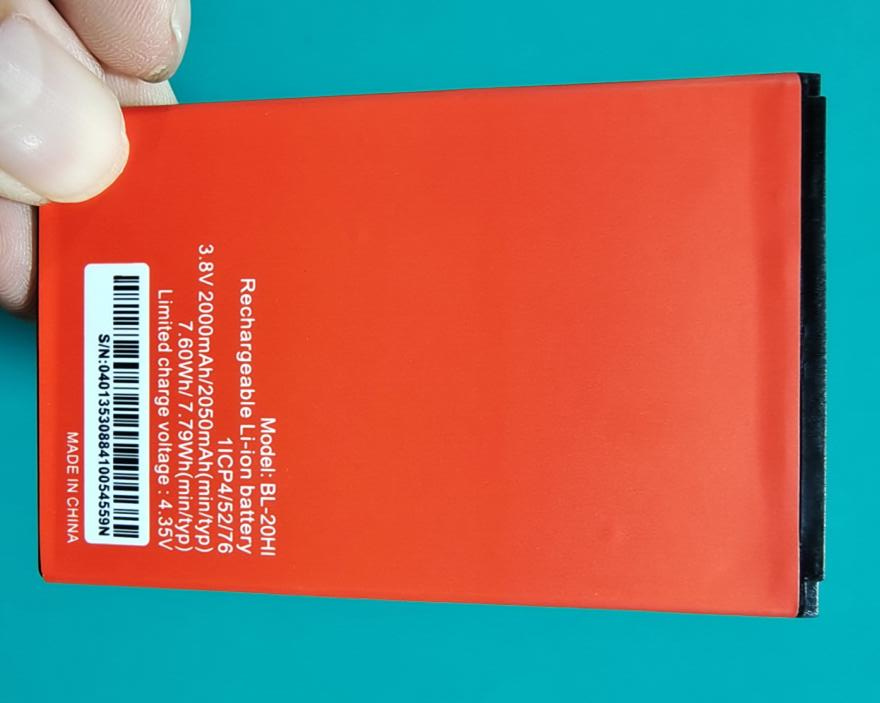 Model: BL-20HI
Rechargeable Li-ion battery
1ICP4/52/76
3.8V 2000mAh/2050mAh(min/typ)
7.60Wh/ 7.79Wh(min/typ)
Limited charge voltage : 4.35V
S/N:0401353088410054559N
MADE IN CHINA